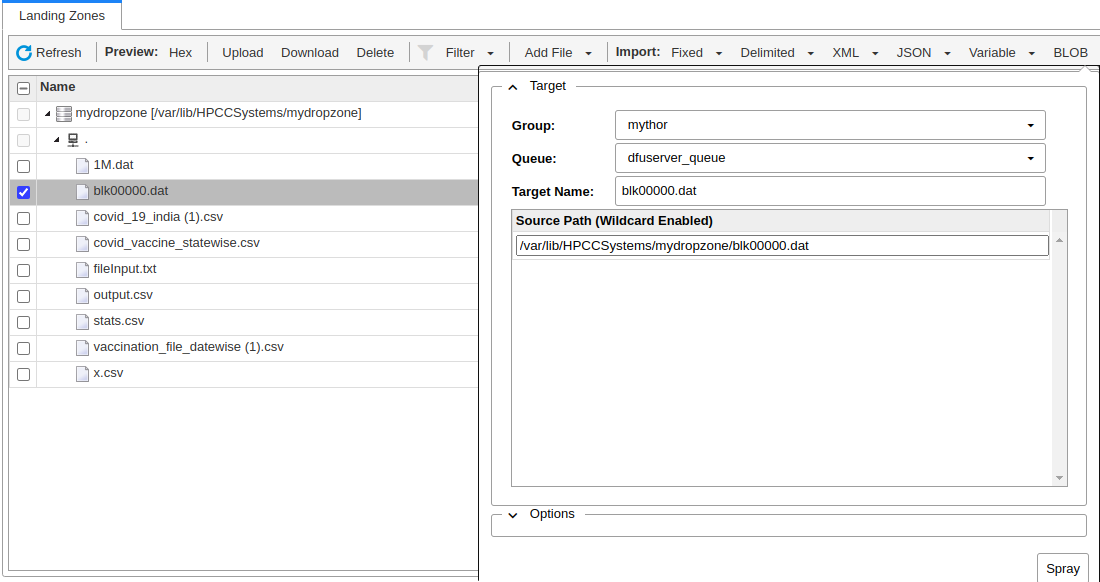 Landing Zones
Refresh Preview: Hex Upload Download Delete Filter Add File Import: Fixed Delimited XML JSON Variable BLOB
Name
mydropzone [/var/lib/HPCCSystems/mydropzone]
.
1M.dat
blk00000.dat
covid_19_india (1).csv
covid_vaccine_statewise.csv
fileInput.txt
output.csv
stats.csv
vaccination_file_datewise (1).csv
x.csv
Target
Group: mythor
Queue: dfuserver_queue
Target Name: blk00000.dat
Source Path (Wildcard Enabled)
/var/lib/HPCCSystems/mydropzone/blk00000.dat
Options
Spray